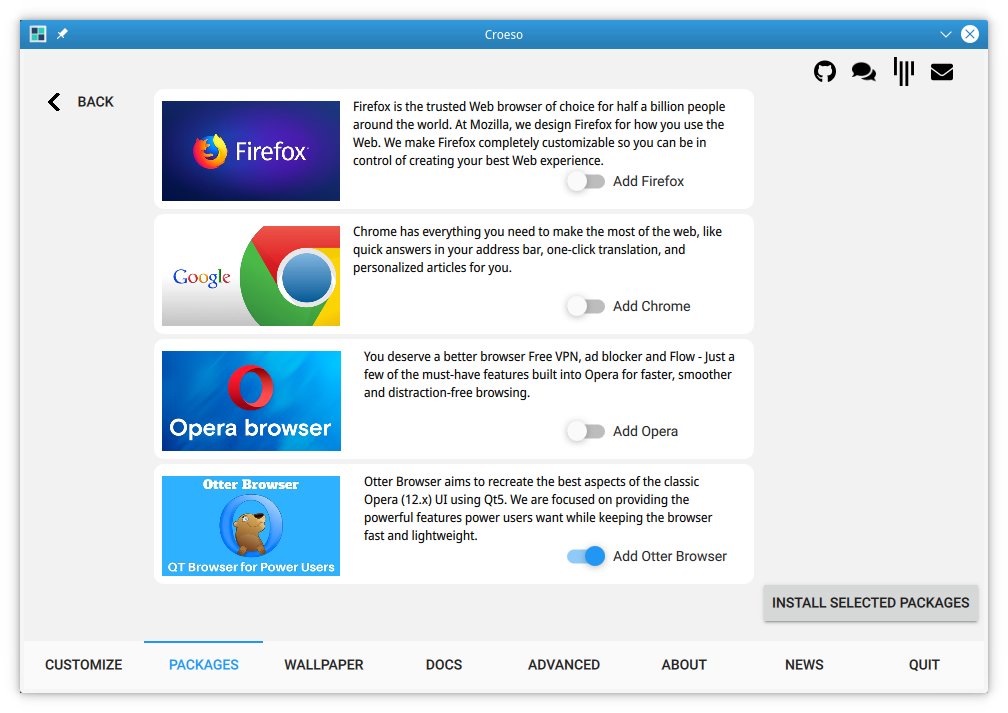 Croeso
BACK
Firefox
Firefox is the trusted Web browser of choice for half a billion people
around the world. At Mozilla, we design Firefox for how you use the
Web. We make Firefox completely customizable so you can be in
control of creating your best Web experience.
Add Firefox
Google
Chrome has everything you need to make the most of the web, like
quick answers in your address bar, one-click translation, and
personalized articles for you.
Add Chrome
Opera browser
You deserve a better browser Free VPN, ad blocker and Flow - Just a
few of the must-have features built into Opera for faster, smoother
and distraction-free browsing.
Add Opera
Otter Browser
QT Browser for Power Users
Otter Browser aims to recreate the best aspects of the classic
Opera (12.x) UI using Qt5. We are focused on providing the
powerful features power users want while keeping the browser
fast and lightweight.
Add Otter Browser
INSTALL SELECTED PACKAGES
CUSTOMIZE PACKAGES WALLPAPER DOCS ADVANCED ABOUT NEWS QUIT